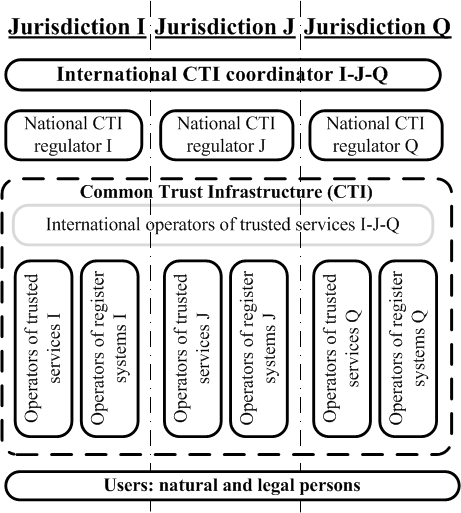 Jurisdiction I
Jurisdiction J
Jurisdiction Q
International CTI coordinator I-J-Q
National CTI
regulator I
National CTI
regulator J
National CTI
regulator Q
Common Trust Infrastructure (CTI)
International operators of trusted services I-J-Q
Operators of trusted
services I
Operators of register
systems I
Operators of trusted
services J
Operators of register
systems J
Operators of trusted
services Q
Operators of register
systems Q
Users: natural and legal persons